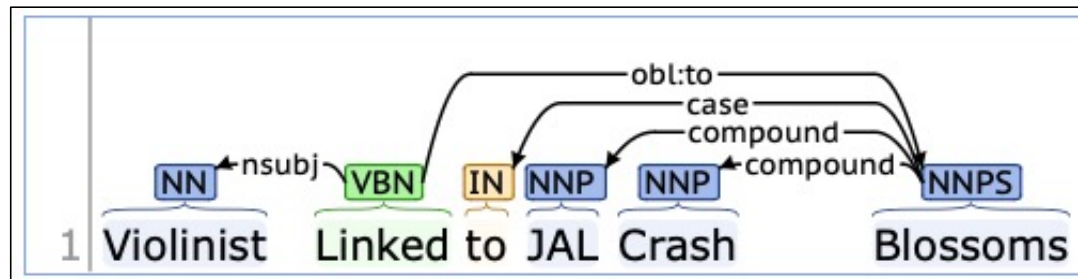 obl:to
case
compound
nsubj compound
NN VBN IN NNP NNP NNPS
1 Violinist Linked to JAL Crash Blossoms